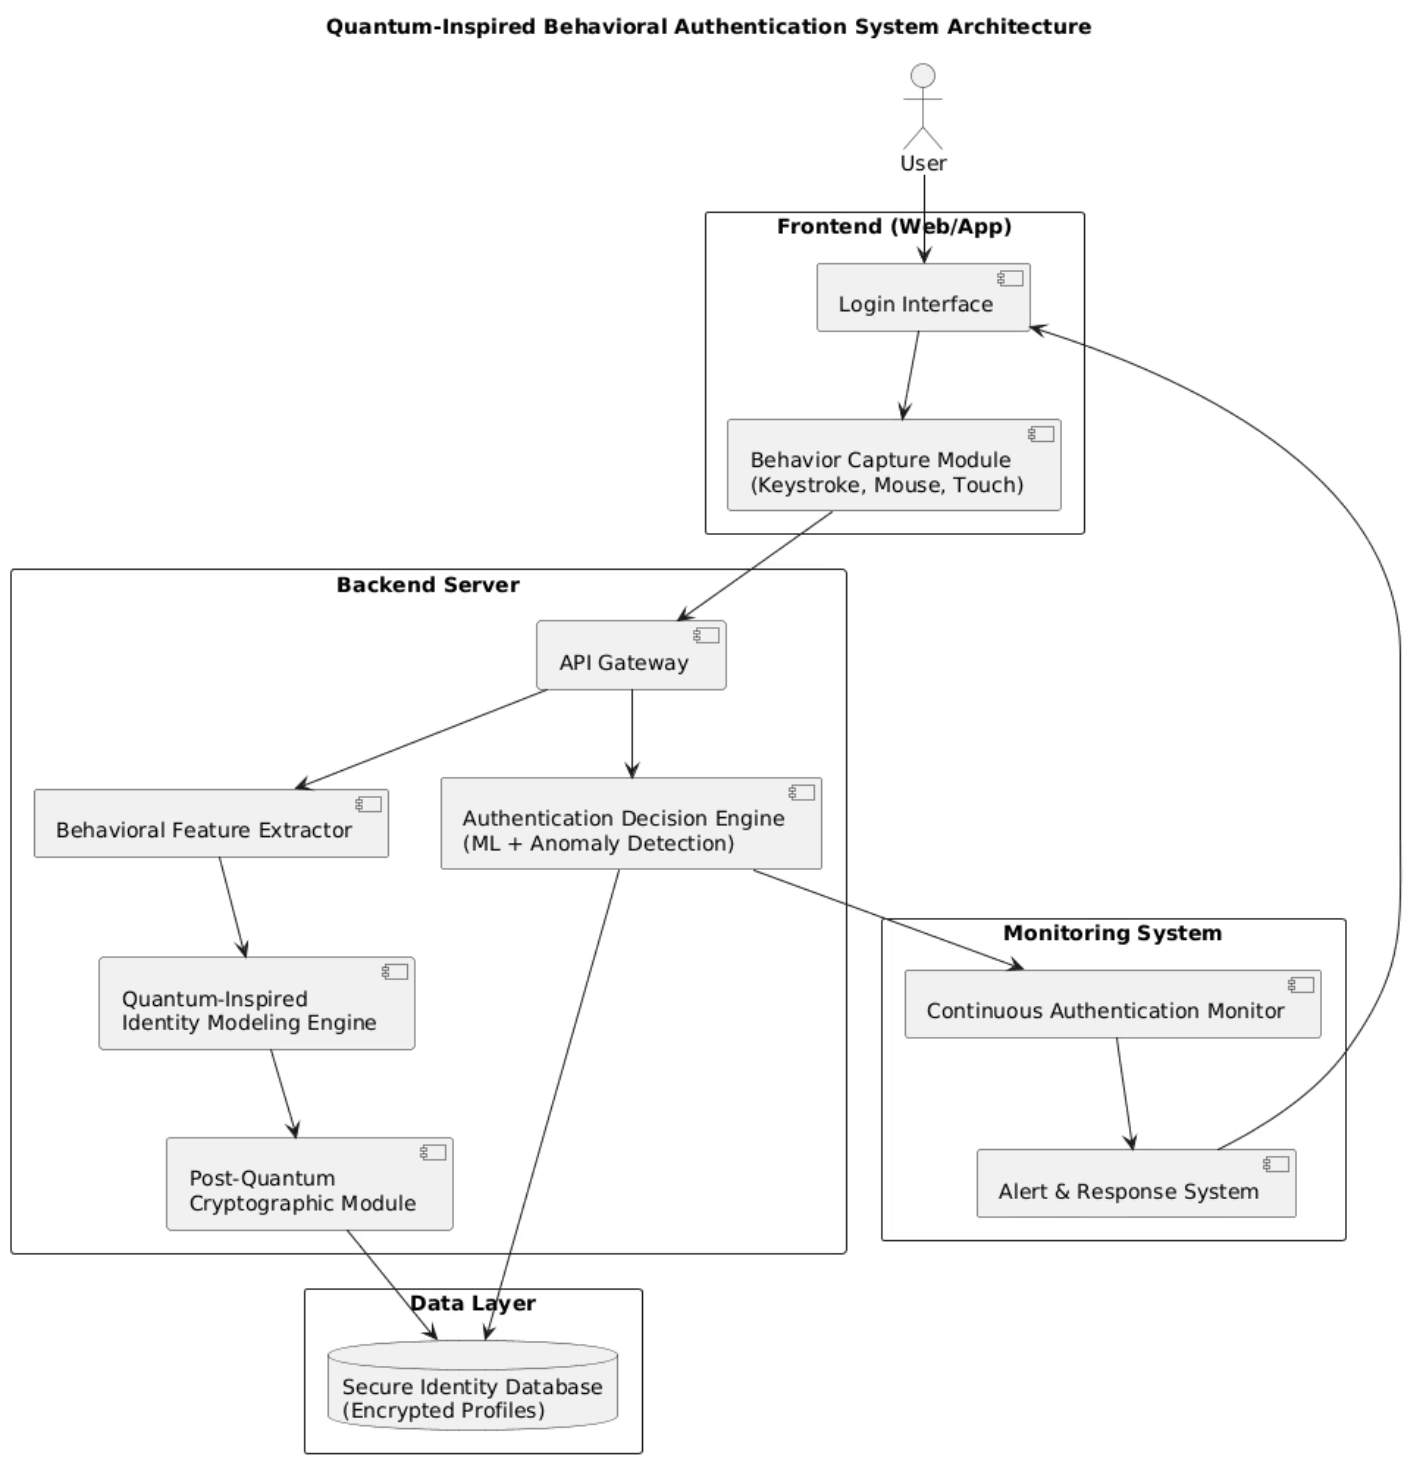 Quantum-Inspired Behavioral Authentication System Architecture
User
Frontend (Web/App)
Login Interface
Behavior Capture Module
(Keystroke, Mouse, Touch)
Backend Server
API Gateway
Behavioral Feature Extractor
Authentication Decision Engine
(ML + Anomaly Detection)
Monitoring System
Quantum-Inspired
Identity Modeling Engine
Continuous Authentication Monitor
Post-Quantum
Cryptographic Module
Alert & Response System
Data Layer
Secure Identity Database
(Encrypted Profiles)